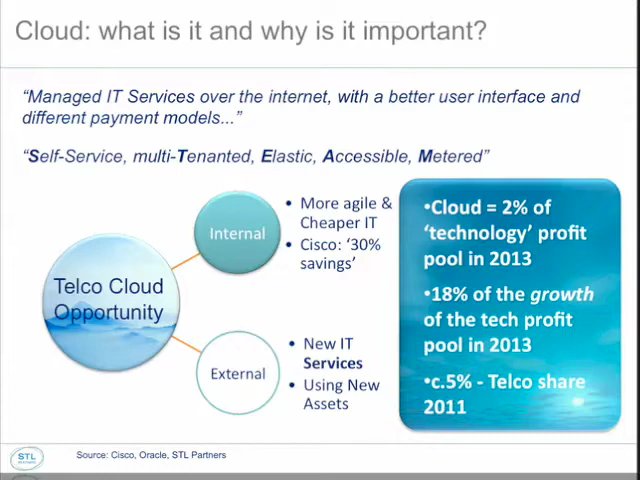 Cloud: what is it and why is it important?
“Managed IT Services over the internet, with a better user interface and
different payment models...”
“Self-Service, multi-Tenanted, Elastic, Accessible, Metered”
Telco Cloud
Opportunity
Internal
• More agile &
Cheaper IT
• Cisco: ‘30%
savings’
External
• New IT
Services
• Using New
Assets
•Cloud = 2% of
‘technology’ profit
pool in 2013
•18% of the growth
of the tech profit
pool in 2013
•c.5% - Telco share
2011
STL
Source: Cisco, Oracle, STL Partners